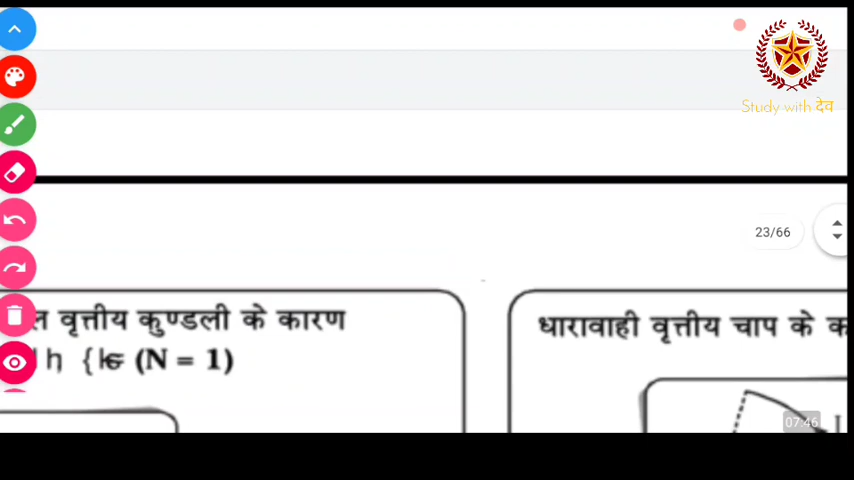 Study with देव
23/66
वृत्तीय कुण्डली के कारण
(N = 1)
धारावाही वृत्तीय चाप के
07:46